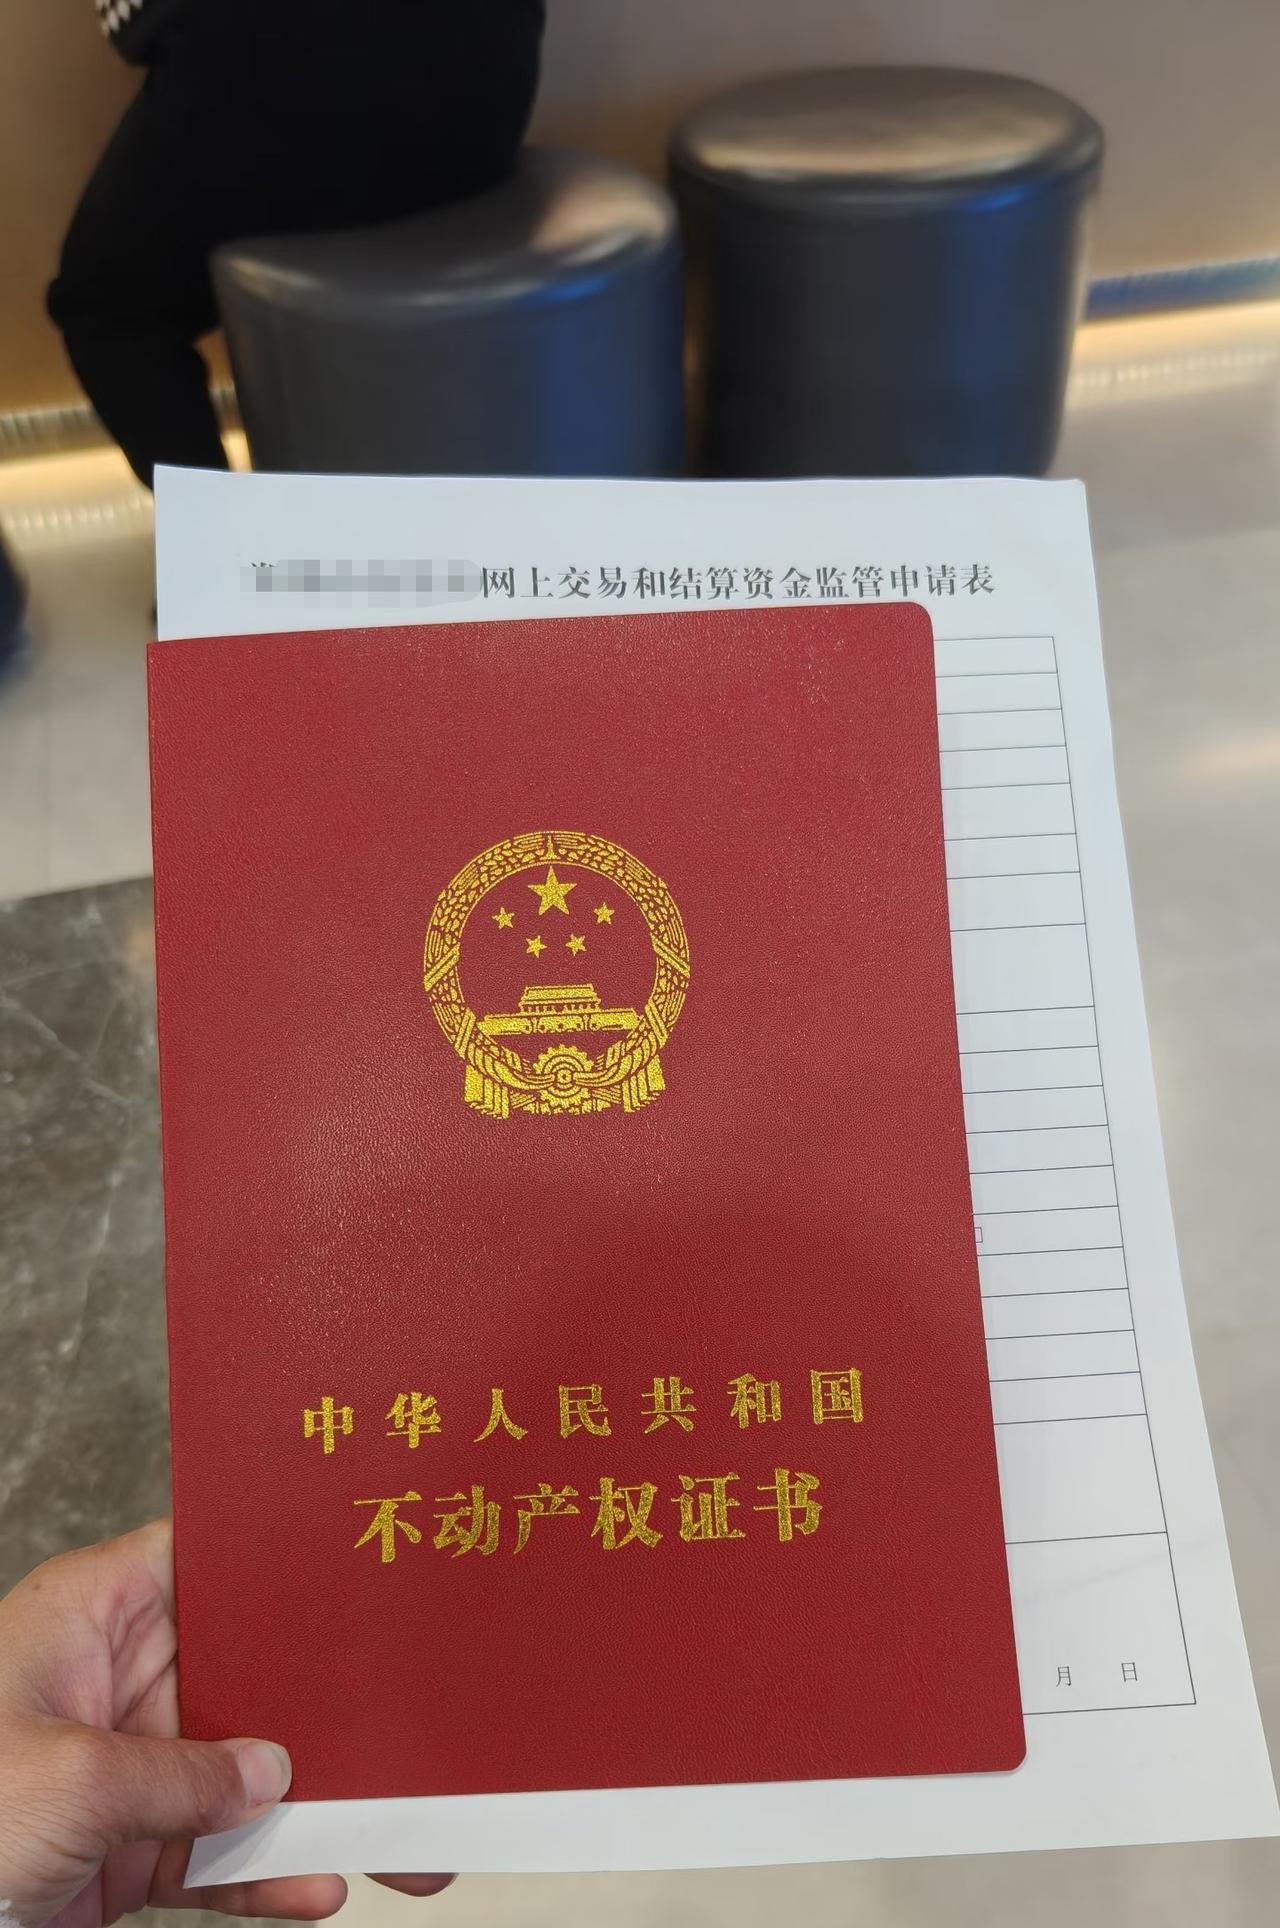 网上交易和结算资金监管申请表
中华人民共和国
不动产权证书
月 日